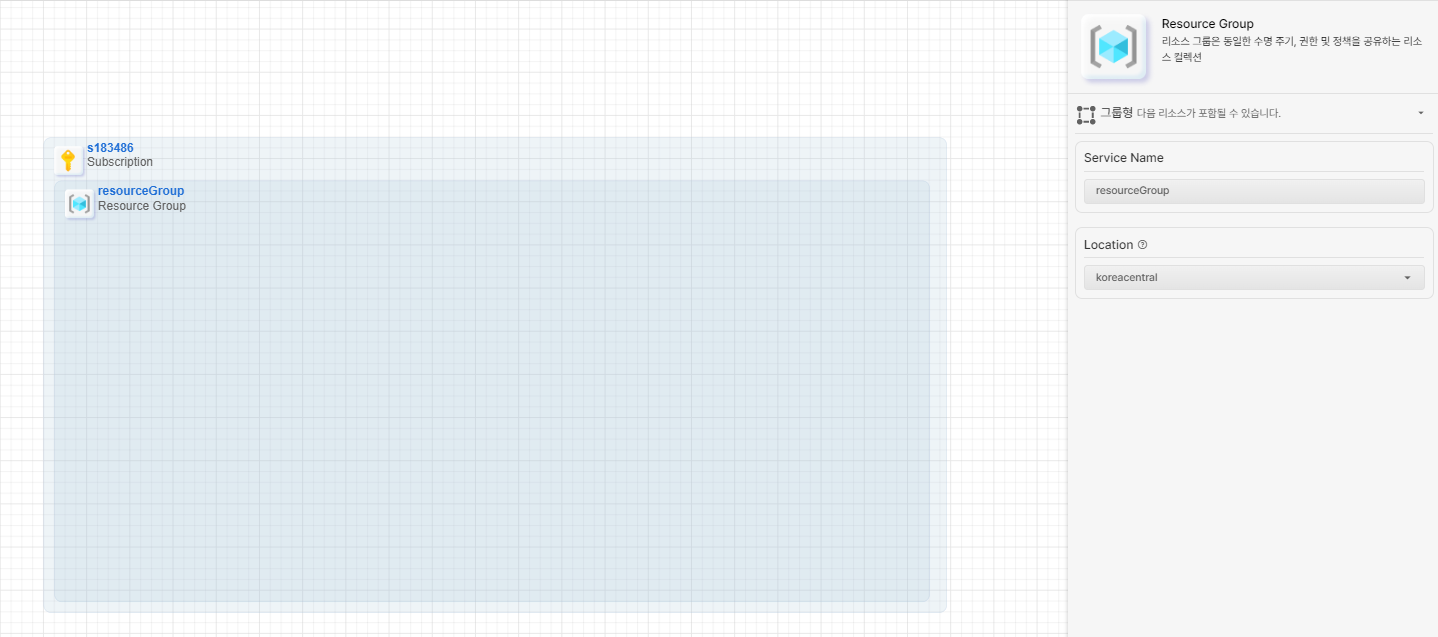 s183486
Subscription
resourceGroup
Resource Group
Resource Group
리소스 그룹은 동일한 수명 주기, 권한 및 정책을 공유하는 리소
스 컬렉션
그룹형 다음 리소스가 포함될 수 있습니다.
Service Name
resourceGroup
Location ?
koreacentral